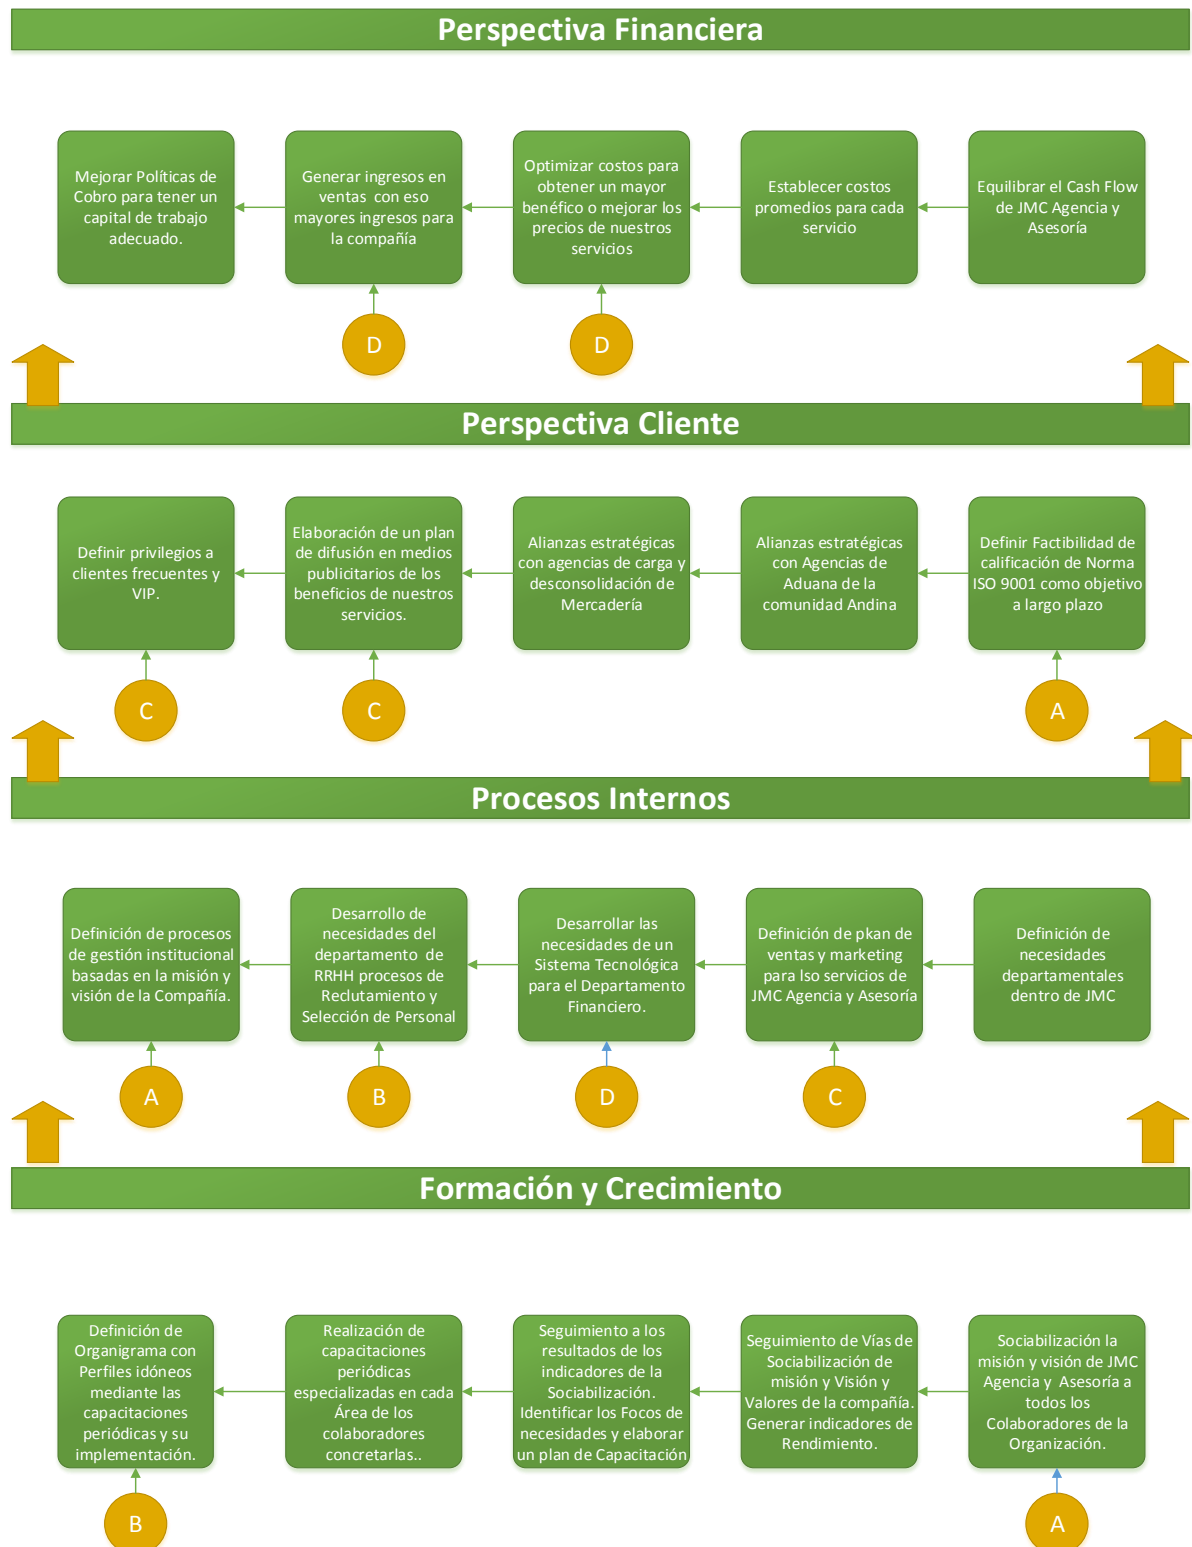 Perspectiva Financiera
Mejorar Políticas de
Cobro para tener un
capital de trabajo
adecuado.
Generar ingresos en
ventas con eso
mayores ingresos para
la compañía
Optimizar costos para
obtener un mayor
benéfico o mejorar los
precios de nuestros
servicios
Establecer costos
promedios para cada
servicio
Equilibrar el Cash Flow
de JMC Agencia y
Asesoría
D
D
Perspectiva Cliente
Definir privilegios a
clientes frecuentes y
VIP.
Elaboración de un plan
de difusión en medios
publicitarios de los
beneficios de nuestros
servicios.
Alianzas estratégicas
con agencias de carga y
desconsolidación de
Mercadería
Alianzas estratégicas
con Agencias de
Aduana de la
comunidad Andina
Definir Factibilidad de
calificación de Norma
ISO 9001 como objetivo
a largo plazo
C
C
A
Procesos Internos
Definición de procesos
de gestión institucional
basadas en la misión y
visión de la Compañía.
Desarrollo de
necesidades del
departamento de
RRHH procesos de
Reclutamiento y
Selección de Personal
Desarrollar las
necesidades de un
Sistema Tecnológica
para el Departamento
Financiero.
Definición de pkan de
ventas y marketing
para lso servicios de
JMC Agencia y Asesoría
Definición de
necesidades
departamentales
dentro de JMC
A
B
D
C
Formación y Crecimiento
Definición de
Organigrama con
Perfiles idóneos
mediante las
capacitaciones
periódicas y su
implementación.
Realización de
capacitaciones
periódicas
especializadas en cada
Área de los
colaboradores
concretarlas..
Seguimiento a los
resultados de los
indicadores de la
Sociabilización.
Identificar los Focos de
necesidades y elaborar
un plan de Capacitación
Seguimiento de Vías de
Sociabilización de
misión y Visión y
Valores de la compañía.
Generar indicadores de
Rendimiento.
Sociabilización la
misión y visión de JMC
Agencia y Asesoría a
todos los
Colaboradores de la
Organización.
B
A